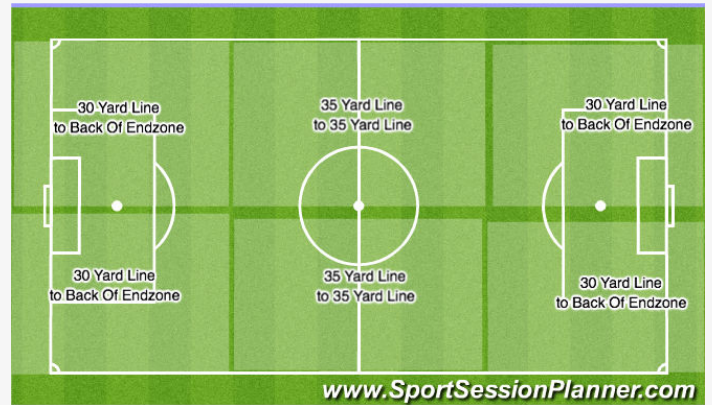 30 Yard Line
to Back Of Endzone
35 Yard Line
to 35 Yard Line
30 Yard Line
to Back Of Endzone
30 Yard Line
to Back Of Endzone
35 Yard Line
to 35 Yard Line
30 Yard Line
to Back Of Endzone
www.SportSessionPlanner.com